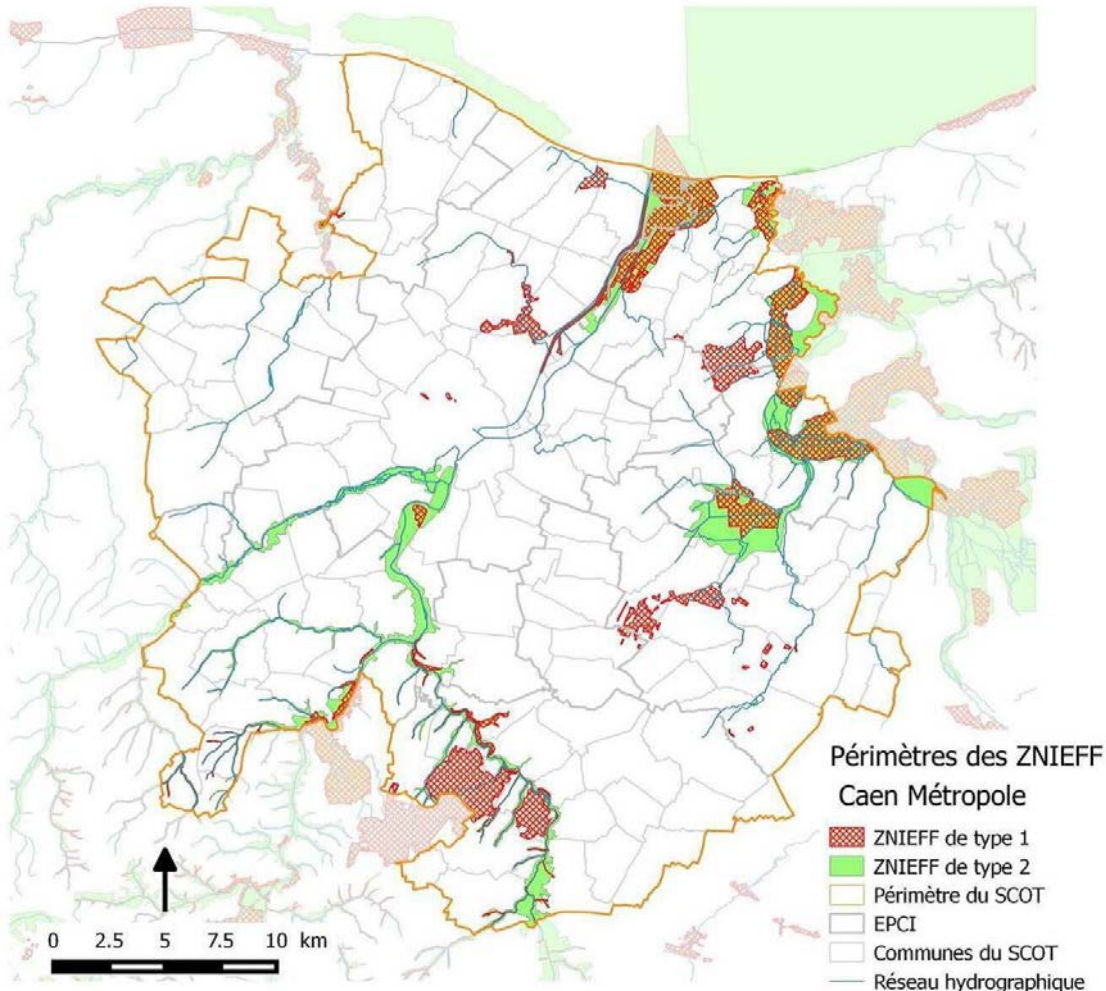 Périmètres des ZNIEFF
Caen Métropole
ZNIEFF de type 1
ZNIEFF de type 2
Périmètre du SCOT
EPCI
Communes du SCOT
Réseau hydrographique
0 2.5 5 7.5 10 km